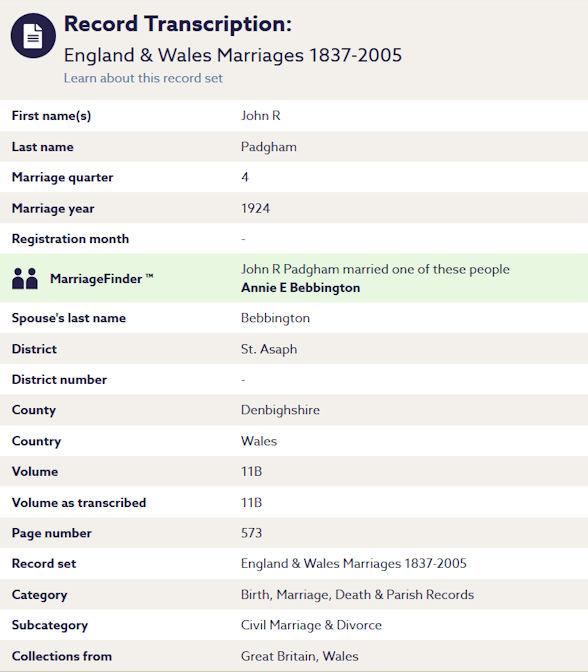 Record Transcription:
England & Wales Marriages 1837-2005
Learn about this record set
First name(s) John R
Last name Padgham
Marriage quarter 4
Marriage year 1924
Registration month -
MarriageFinder ™ John R Padgham married one of these people
Annie E Bebbington
Spouse's last name Bebbington
District St. Asaph
District number -
County Denbighshire
Country Wales
Volume 11B
Volume as transcribed 11B
Page number 573
Record set England & Wales Marriages 1837-2005
Category Birth, Marriage, Death & Parish Records
Subcategory Civil Marriage & Divorce
Collections from Great Britain, Wales